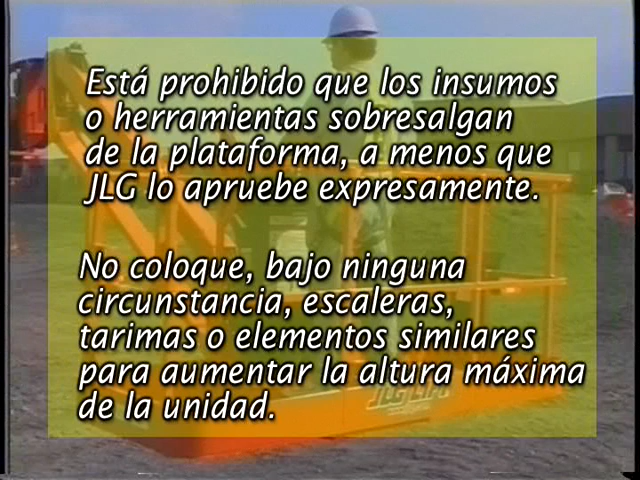 Está prohibido que los insumos
o herramientas sobresalgan
de la plataforma, a menos que
JLG lo apruebe expresamente.
No coloque, bajo ninguna
circunstancia, escaleras,
tarimas o elementos similares
para aumentar la altura máxima
de la unidad.